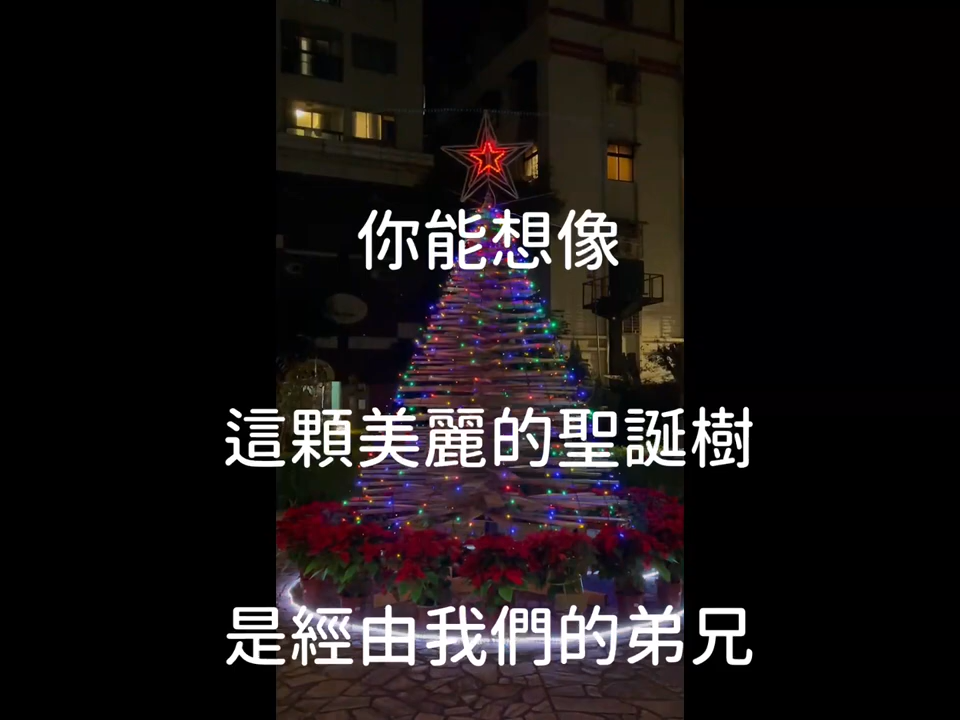 你能想像
這顆美麗的聖誕樹
是經由我們的弟兄